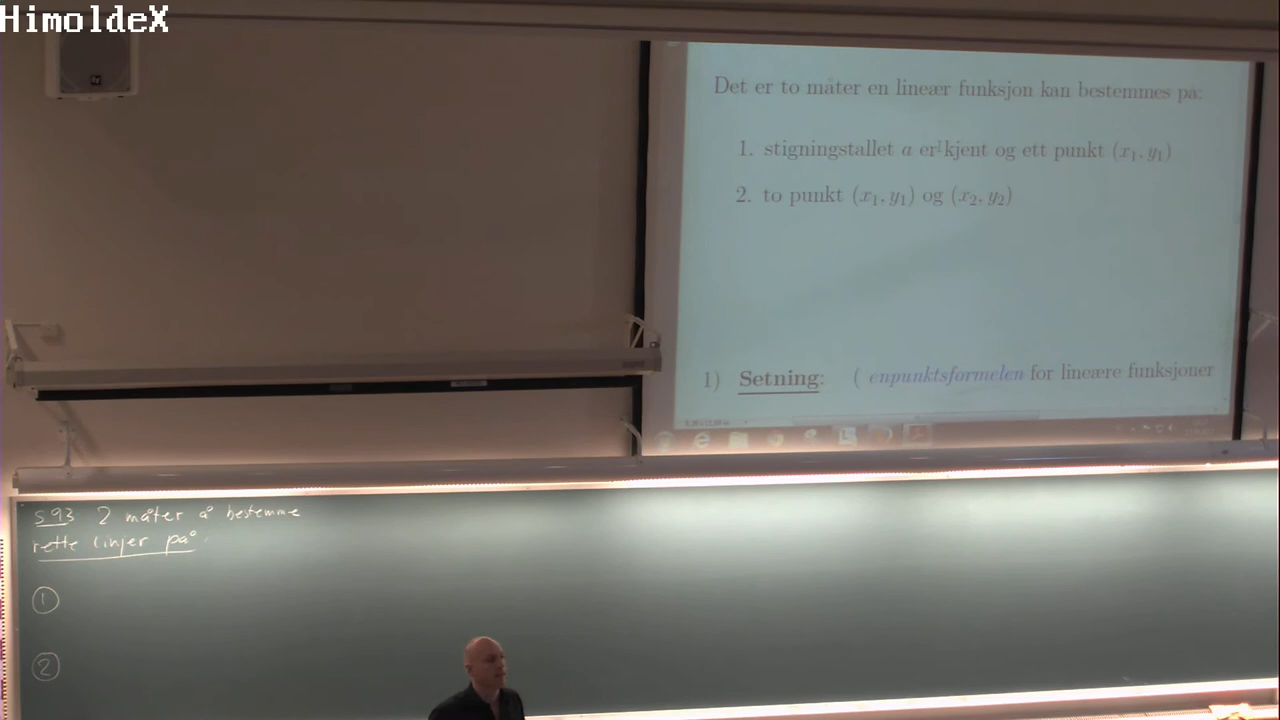 HimoldeX
Det er to måter en lineær funksjon kan bestemmes på:
1. stigningstallet a er kjent og ett punkt (x₁, y₁)
2. to punkt (x₁, y₁) og (x₂, y₂)
1) Setning: ( enpunktsformelen for lineære funksjoner
S 93 2 måter å bestemme
rette linjer på
1
2